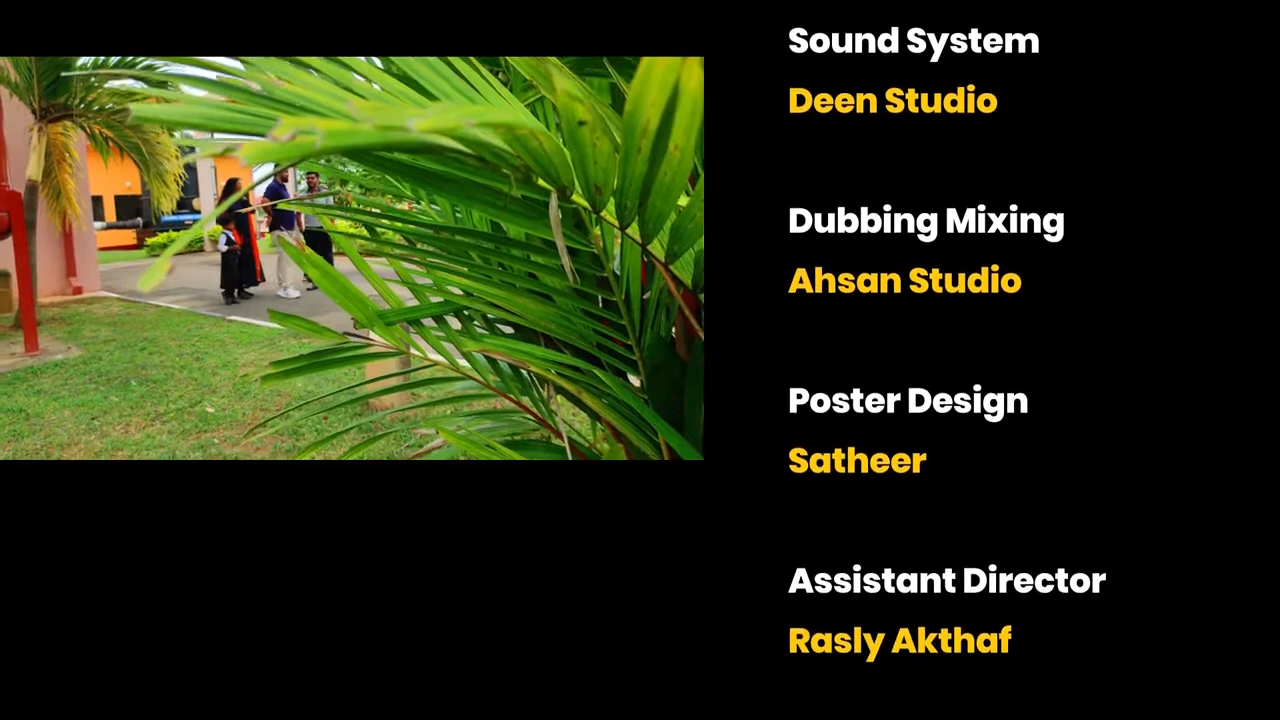 Sound System
Deen Studio
Dubbing Mixing
Ahsan Studio
Poster Design
Satheer
Assistant Director
Rasly Akthaf